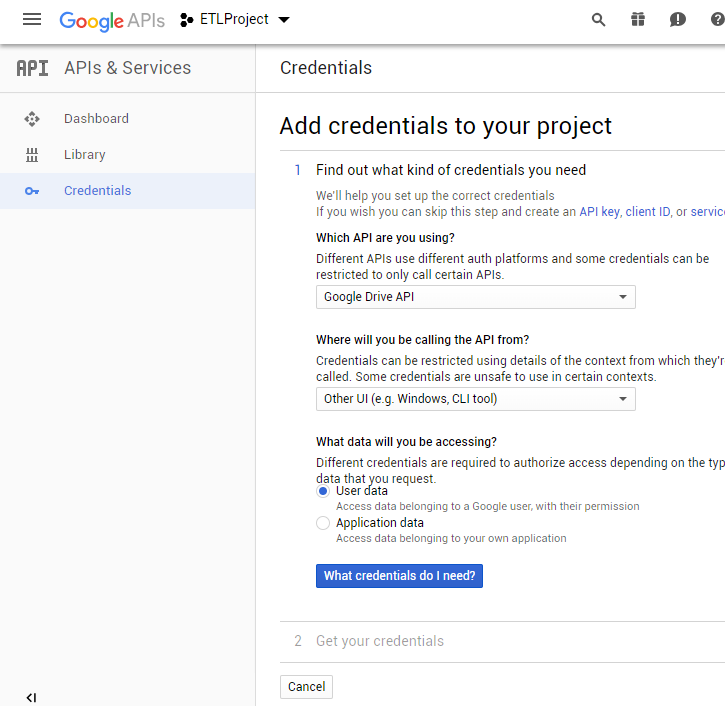 Google APIs ETLProject
API APIs & Services
Credentials
Dashboard
Library
Credentials
Add credentials to your project
1 Find out what kind of credentials you need
We'll help you set up the correct credentials
If you wish you can skip this step and create an API key, client ID, or servic
Which API are you using?
Different APIs use different auth platforms and some credentials can be
restricted to only call certain APIs.
Google Drive API
Where will you be calling the API from?
Credentials can be restricted using details of the context from which they'r
called. Some credentials are unsafe to use in certain contexts.
Other UI (e.g. Windows, CLI tool)
What data will you be accessing?
Different credentials are required to authorize access depending on the typ
data that you request.
User data
Access data belonging to a Google user, with their permission
Application data
Access data belonging to your own application
What credentials do I need?
2 Get your credentials
Cancel